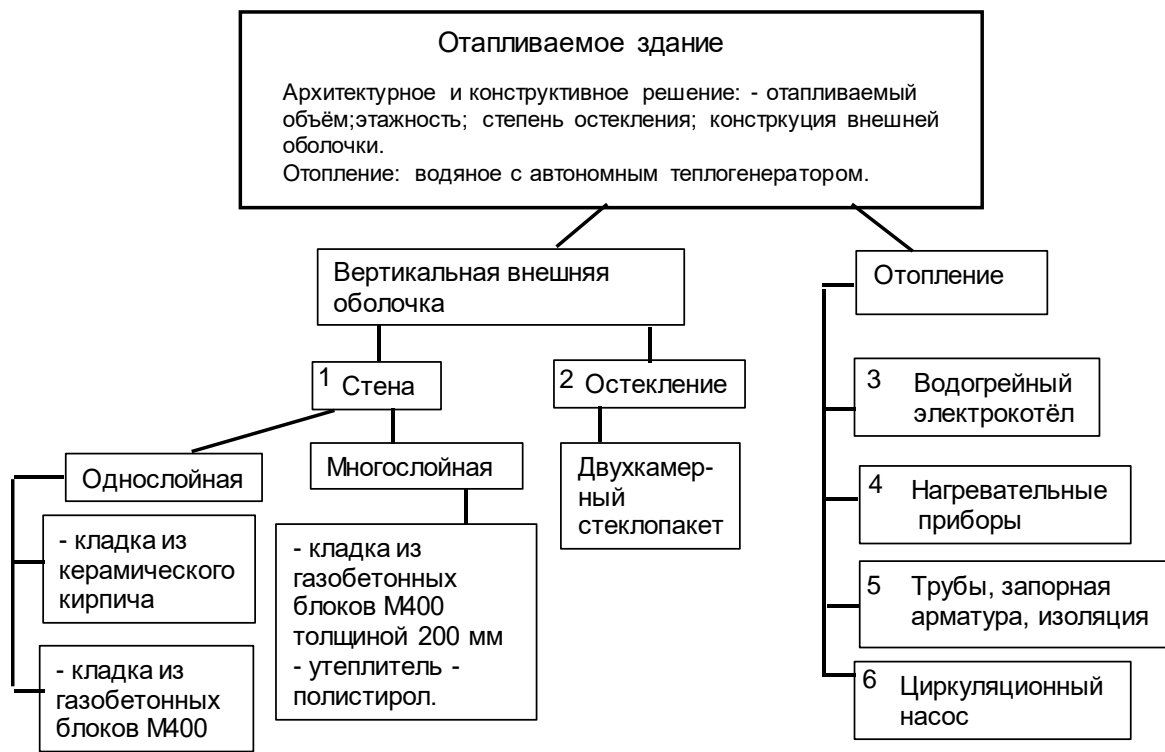 Отапливаемое здание
Архитектурное и конструктивное решение: - отапливаемый
объём;этажность; степень остекления; констркуция внешней
оболочки.
Отопление: водяное с автономным теплогенератором.
Вертикальная внешняя
оболочка
Отопление
1 Стена
2 Остекление
3 Водогрейный
электрокотёл
Однослойная
Многослойная
Двухкамер-
ный
стеклопакет
4 Нагревательные
приборы
- кладка из
керамического
кирпича
- кладка из
газобетонных
блоков М400
толщиной 200 мм
- утеплитель -
полистирол.
5 Трубы, запорная
арматура, изоляция
- кладка из
газобетонных
блоков М400
6 Циркуляционный
насос